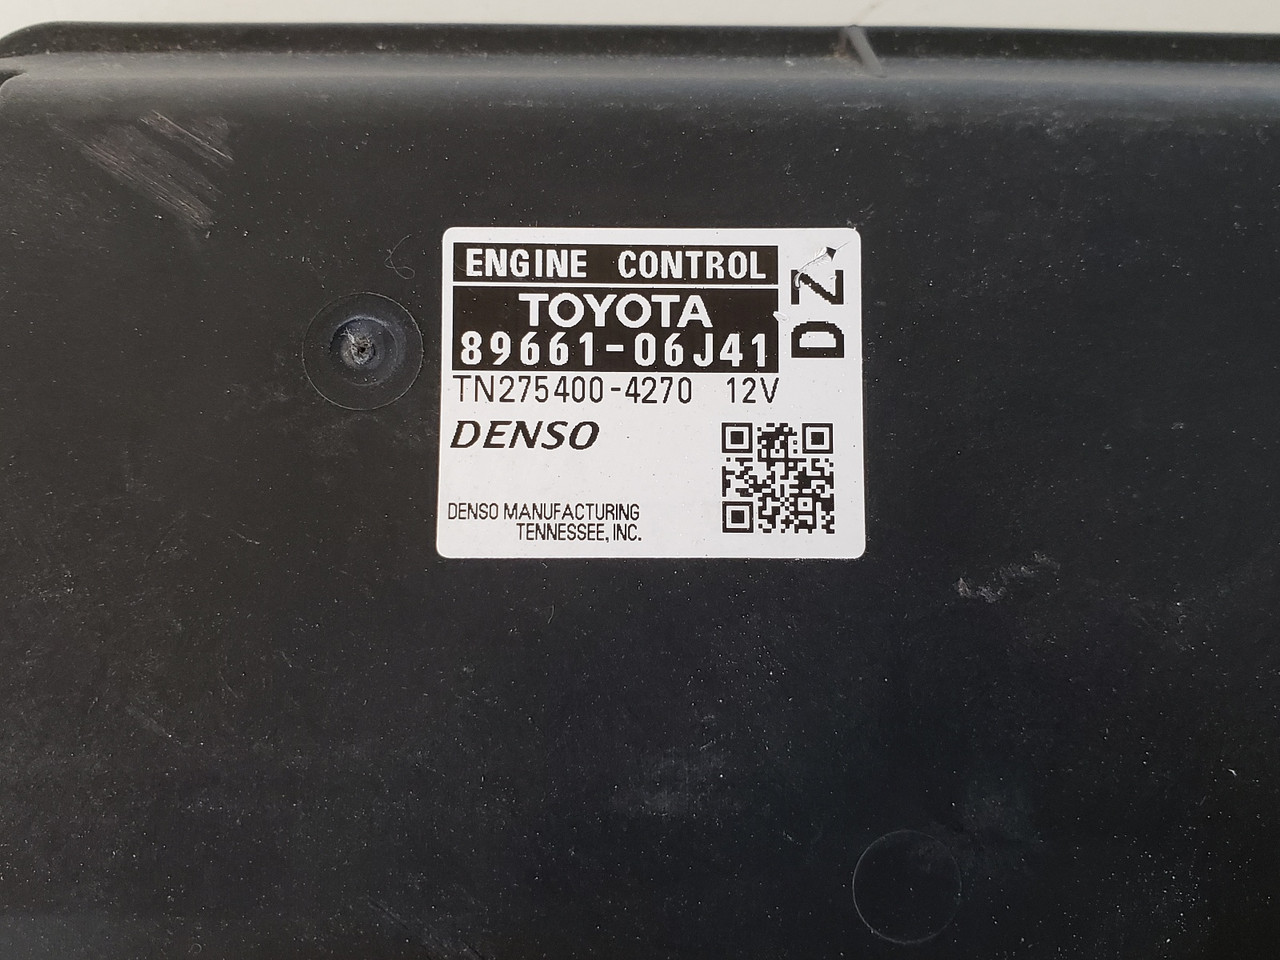 ENGINE CONTROL
TOYOTA
89661-06J41
TN275400-4270 12V
DENSO
DENSO MANUFACTURING
TENNESSEE, INC.
DZ